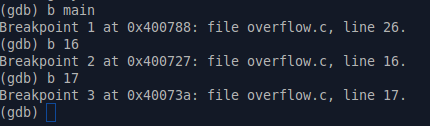 (gdb) b main
Breakpoint 1 at 0x400788: file overflow.c, line 26.
(gdb) b 16
Breakpoint 2 at 0x400727: file overflow.c, line 16.
(gdb) b 17
Breakpoint 3 at 0x40073a: file overflow.c, line 17.
(gdb)